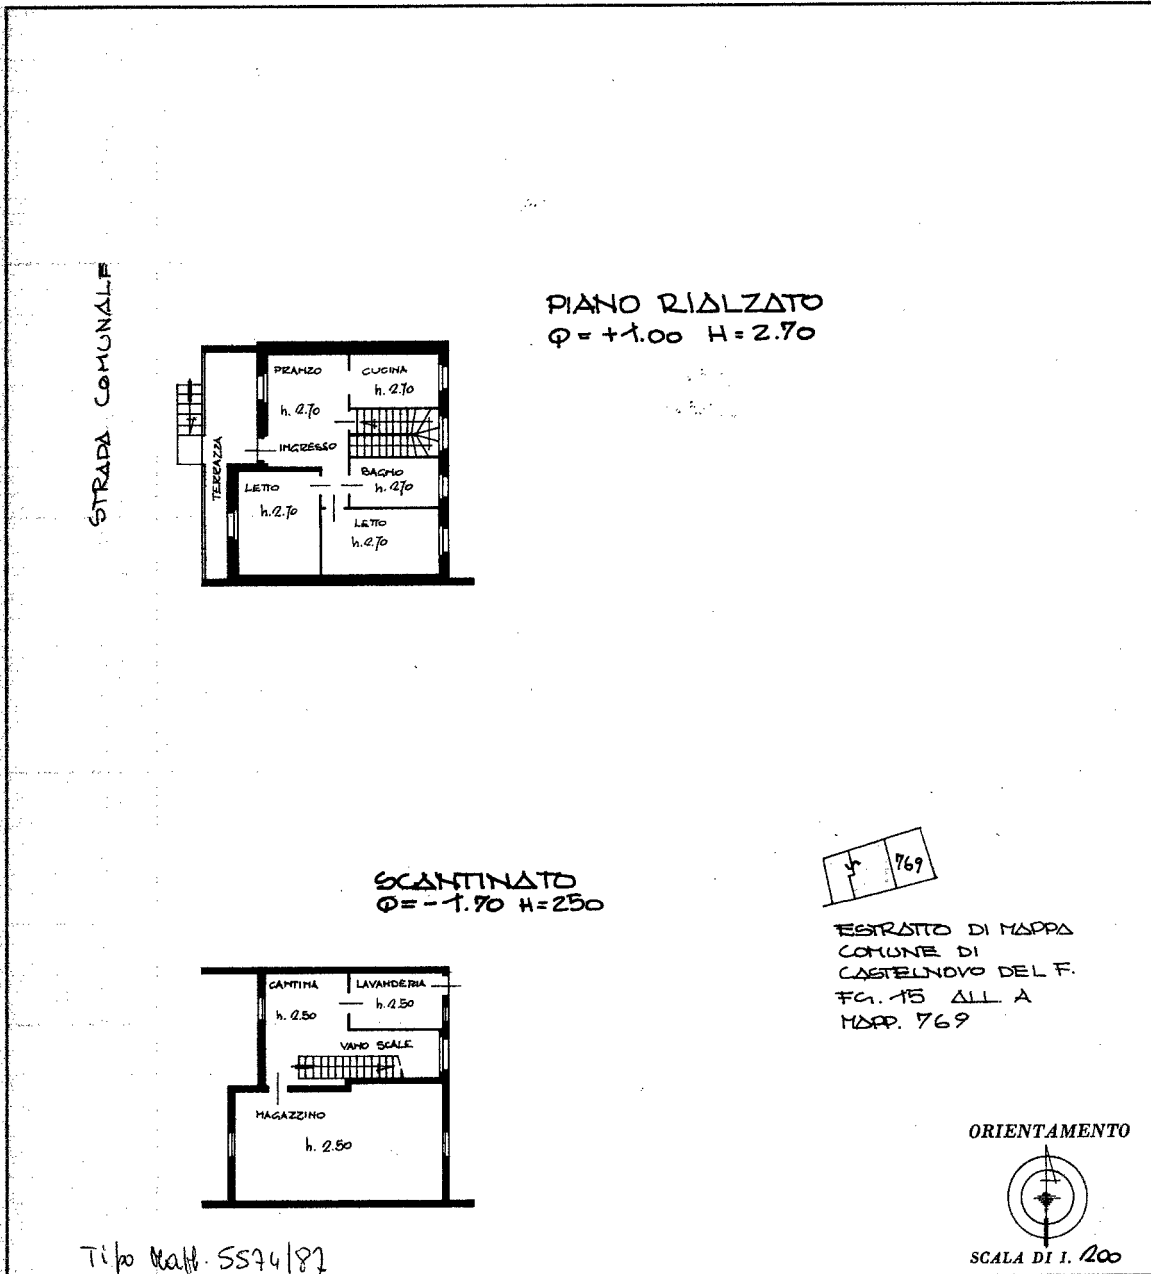 STRADA COMUNALE
PIANO RIALZATO
Q = +1.00 H = 2.70
PRANZO
h. 2.70
CUCINA
h. 2.70
INGRESSO
TERRAZZA
BAGNO
h. 2.70
LETTO
h. 2.70
LETTO
h. 2.70
SCANTINATO
Q = -1.70 H = 250
769
ESTRATTO DI MAPPA
COMUNE DI
CASTELNOVO DEL F.
FG. 15 ALL A
MAPP. 769
CANTINA
h. 2.50
LAVANDERIA
h. 2.50
VANO SCALE
MAGAZZINO
h. 2.50
ORIENTAMENTO
SCALA DI 1. 200
Tipo 5574/87